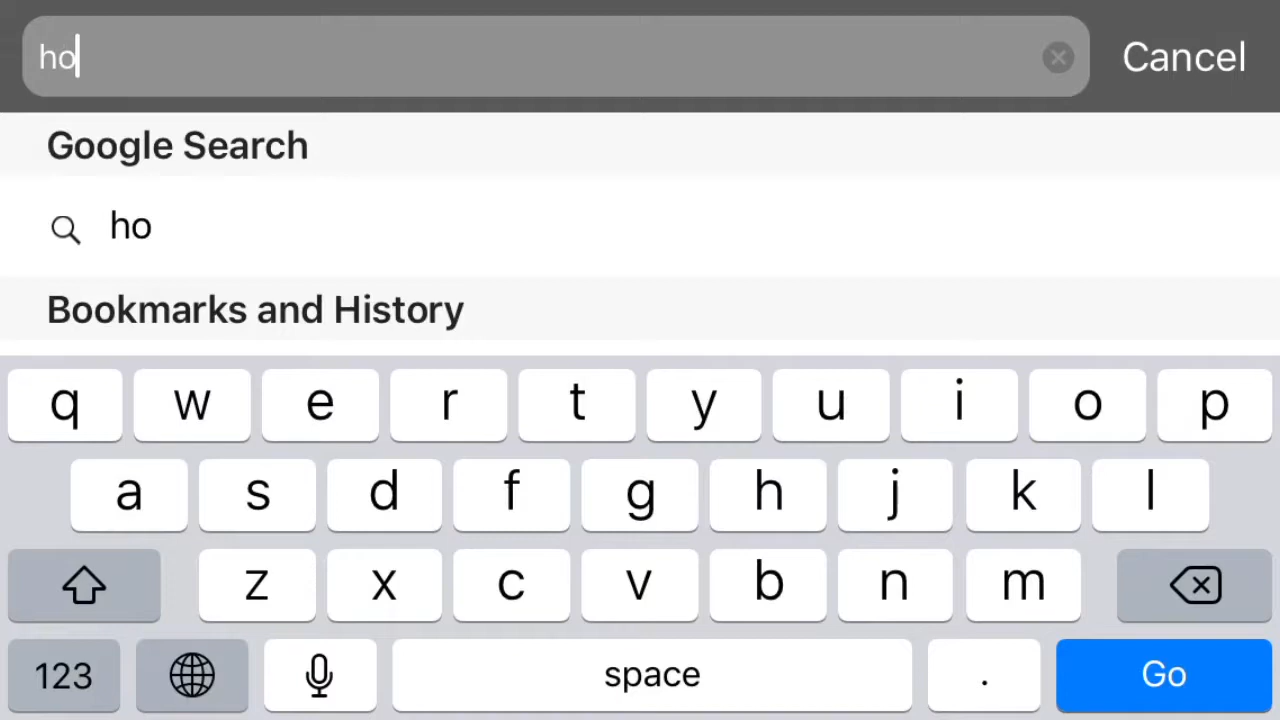 ho
Cancel
Google Search
ho
Bookmarks and History
q w e r t y u i o p
a s d f g h j k l
z x c v b n m
123 space . Go